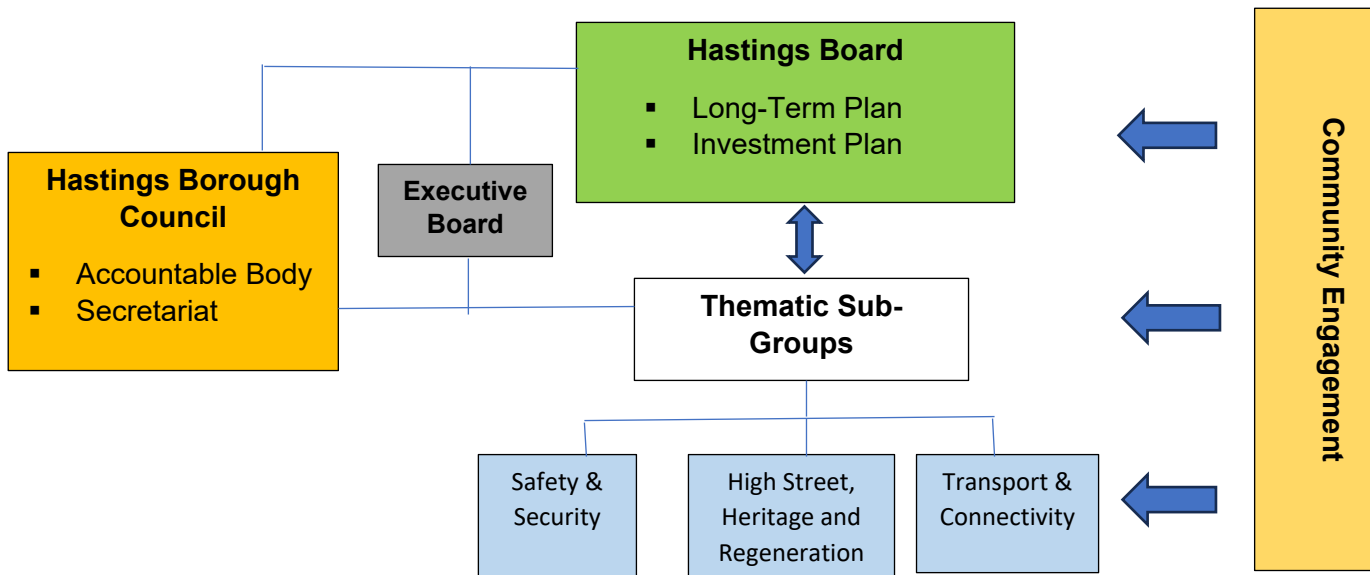 Hastings Board
▪ Long-Term Plan
▪ Investment Plan
Hastings Borough
Council
▪ Accountable Body
▪ Secretariat
Executive
Board
Thematic Sub-
Groups
Safety &
Security
High Street,
Heritage and
Regeneration
Transport &
Connectivity
Community Engagement